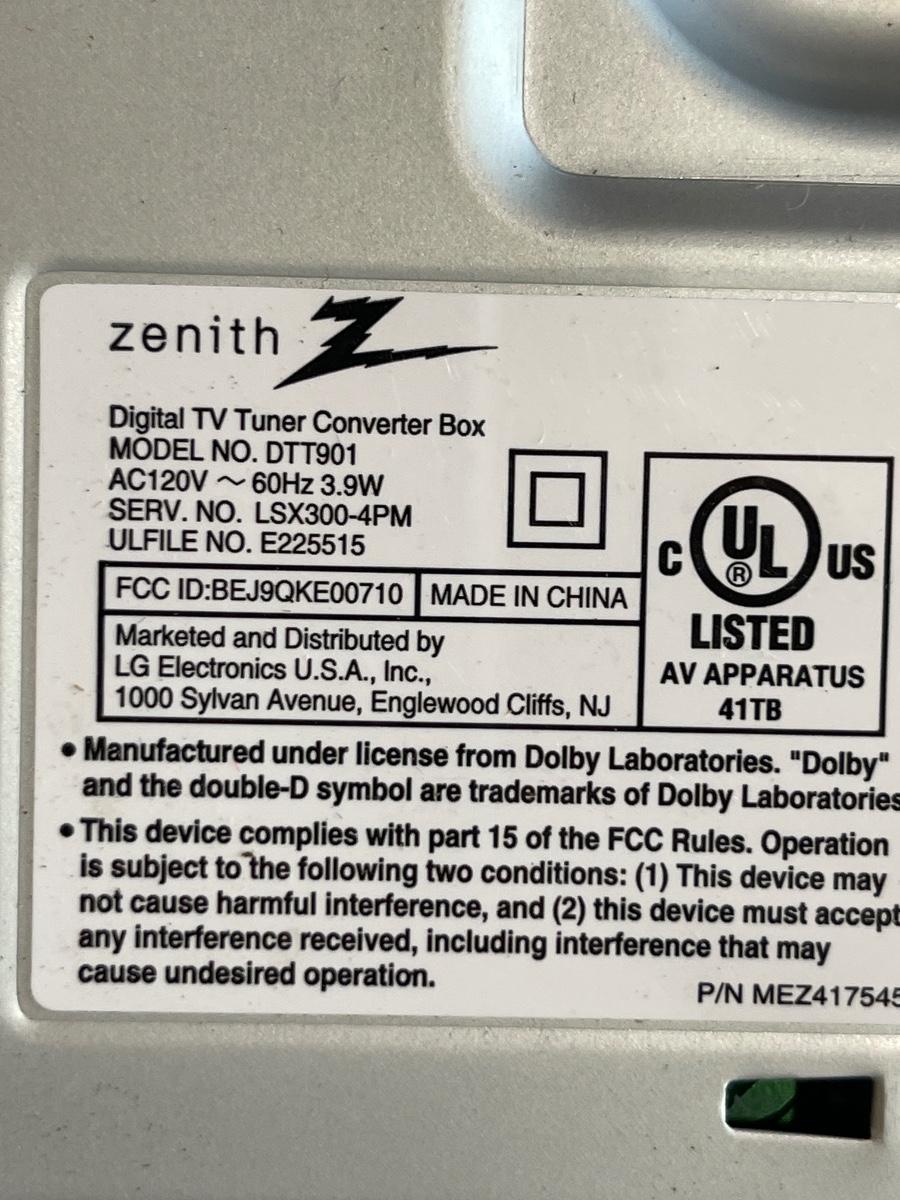 zenith
Digital TV Tuner Converter Box
MODEL NO. DTT901
AC120V ～ 60Hz 3.9W
SERV. NO. LSX300-4PM
ULFILE NO. E225515
FCC ID:BEJ9QKE00710
MADE IN CHINA
Marketed and Distributed by
LG Electronics U.S.A., Inc.,
1000 Sylvan Avenue, Englewood Cliffs, NJ
C UL ® US
LISTED
AV APPARATUS
41TB
• Manufactured under license from Dolby Laboratories. "Dolby"
and the double-D symbol are trademarks of Dolby Laboratories
• This device complies with part 15 of the FCC Rules. Operation
is subject to the following two conditions: (1) This device may
not cause harmful interference, and (2) this device must accept
any interference received, including interference that may
cause undesired operation.
P/N MEZ417545